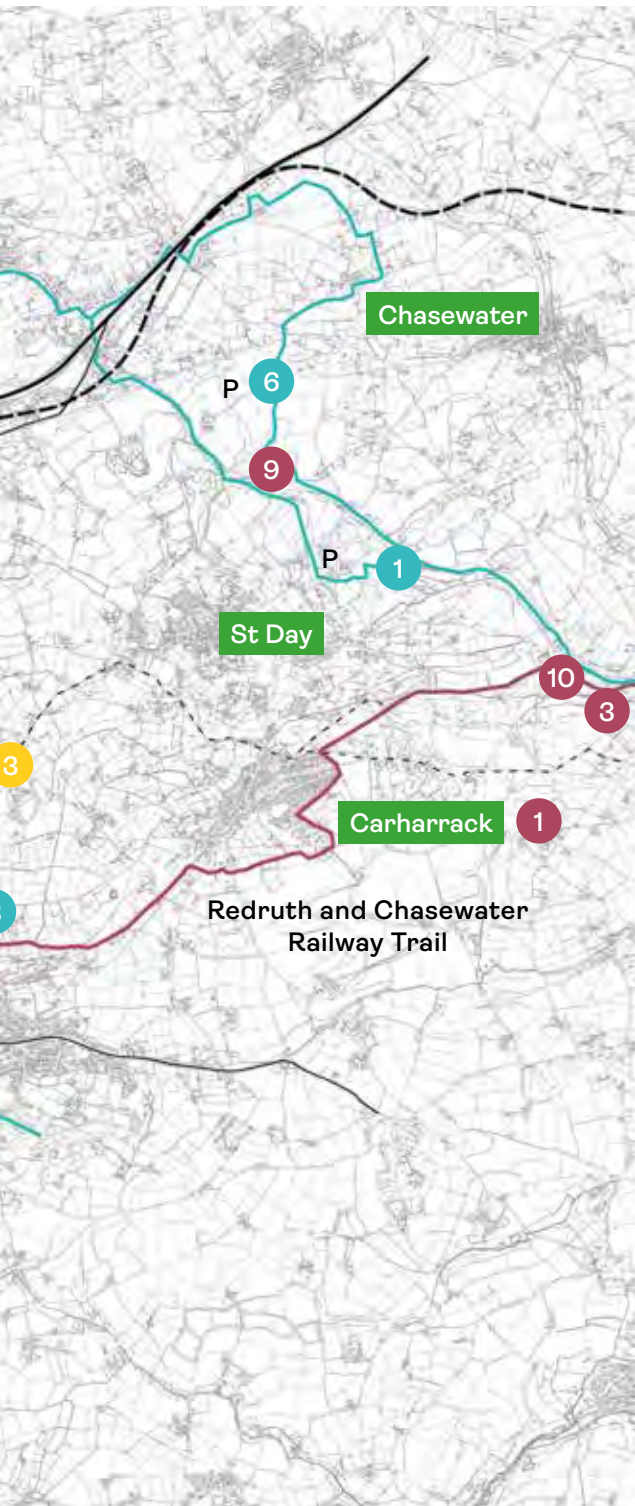 Chasewater
P 6
9
P
1
St Day
10
3
3
Carharrack 1
Redruth and Chasewater
Railway Trail